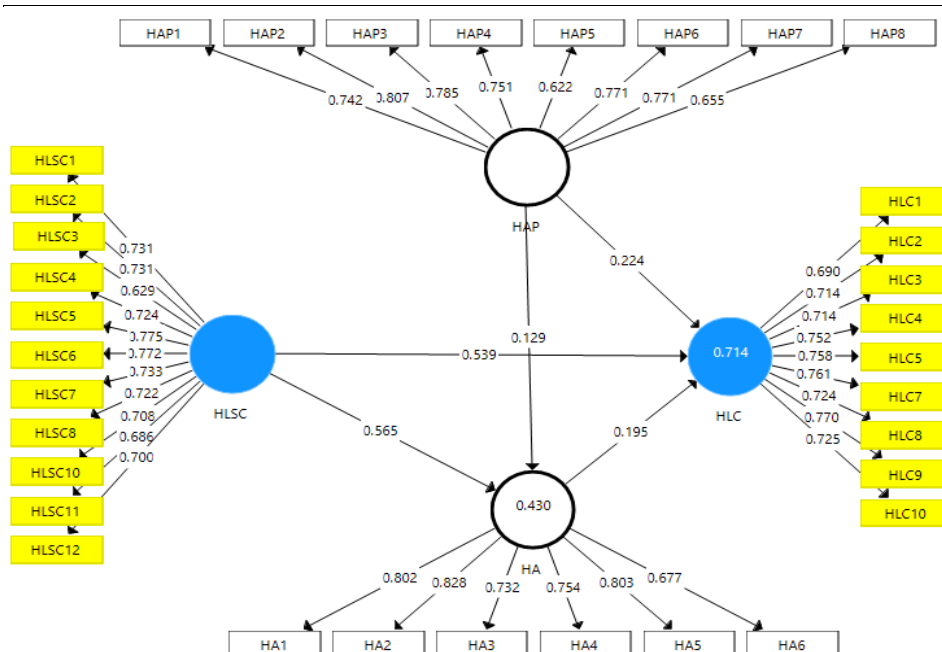 HAP1 HAP2 HAP3 HAP4 HAP5 HAP6 HAP7 HAP8
0.742 0.807 0.785 0.751 0.622 0.771 0.771 0.655
HAP
HLSC1
HLSC2
HLSC3
HLSC4
HLSC5
HLSC6
HLSC7
HLSC8
HLSC10
HLSC11
HLSC12
0.731
0.731
0.629
0.724
0.775
0.772
0.733
0.722
0.708
0.686
0.700
HLSC
0.224
0.129
0.539
0.565
0.195
0.714
HLC
0.690
0.714
0.714
0.752
0.758
0.761
0.724
0.770
0.725
HLC1
HLC2
HLC3
HLC4
HLC5
HLC7
HLC8
HLC9
HLC10
0.430
HA
0.802 0.828 0.732 0.754 0.803 0.677
HA1 HA2 HA3 HA4 HA5 HA6